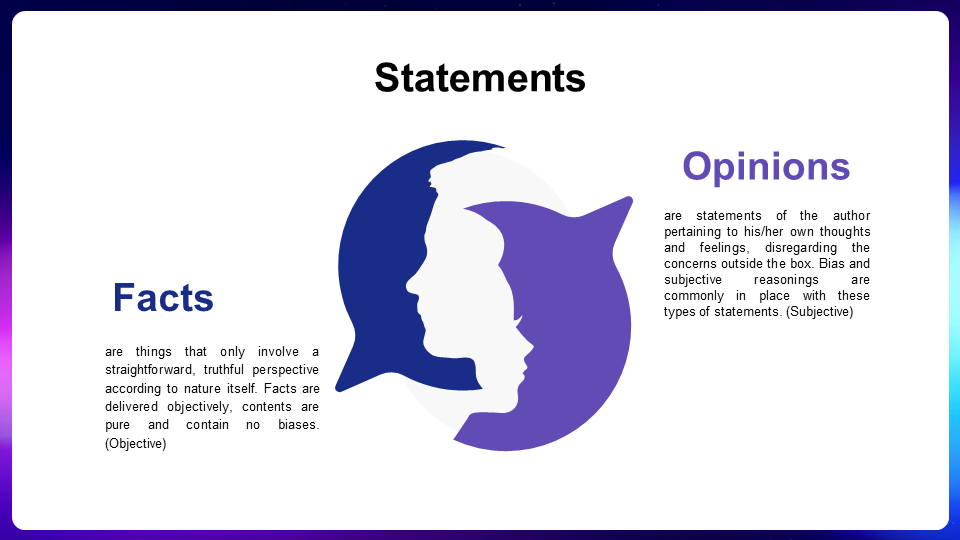 Statements
Facts
are things that only involve a
straightforward, truthful perspective
according to nature itself. Facts are
delivered objectively, contents are
pure and contain no biases.
(Objective)
Opinions
are statements of the author
pertaining to his/her own thoughts
and feelings, disregarding the
concerns outside the box. Bias and
subjective reasonings are
commonly in place with these
types of statements. (Subjective)